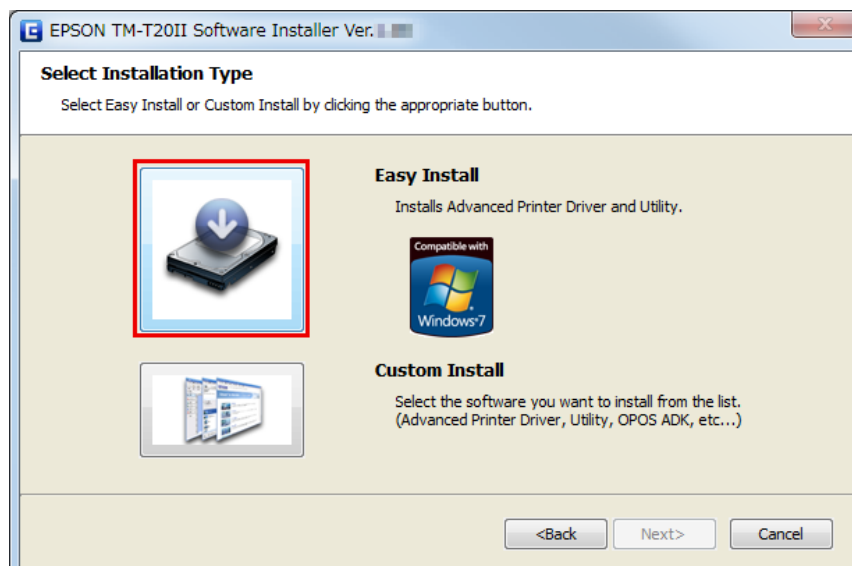 EPSON TM-T20II Software Installer Ver.
Select Installation Type
Select Easy Install or Custom Install by clicking the appropriate button.
Easy Install
Installs Advanced Printer Driver and Utility.
Compatible with
Windows 7
Custom Install
Select the software you want to install from the list.
(Advanced Printer Driver, Utility, OPOS ADK, etc...)
<Back
Next>
Cancel